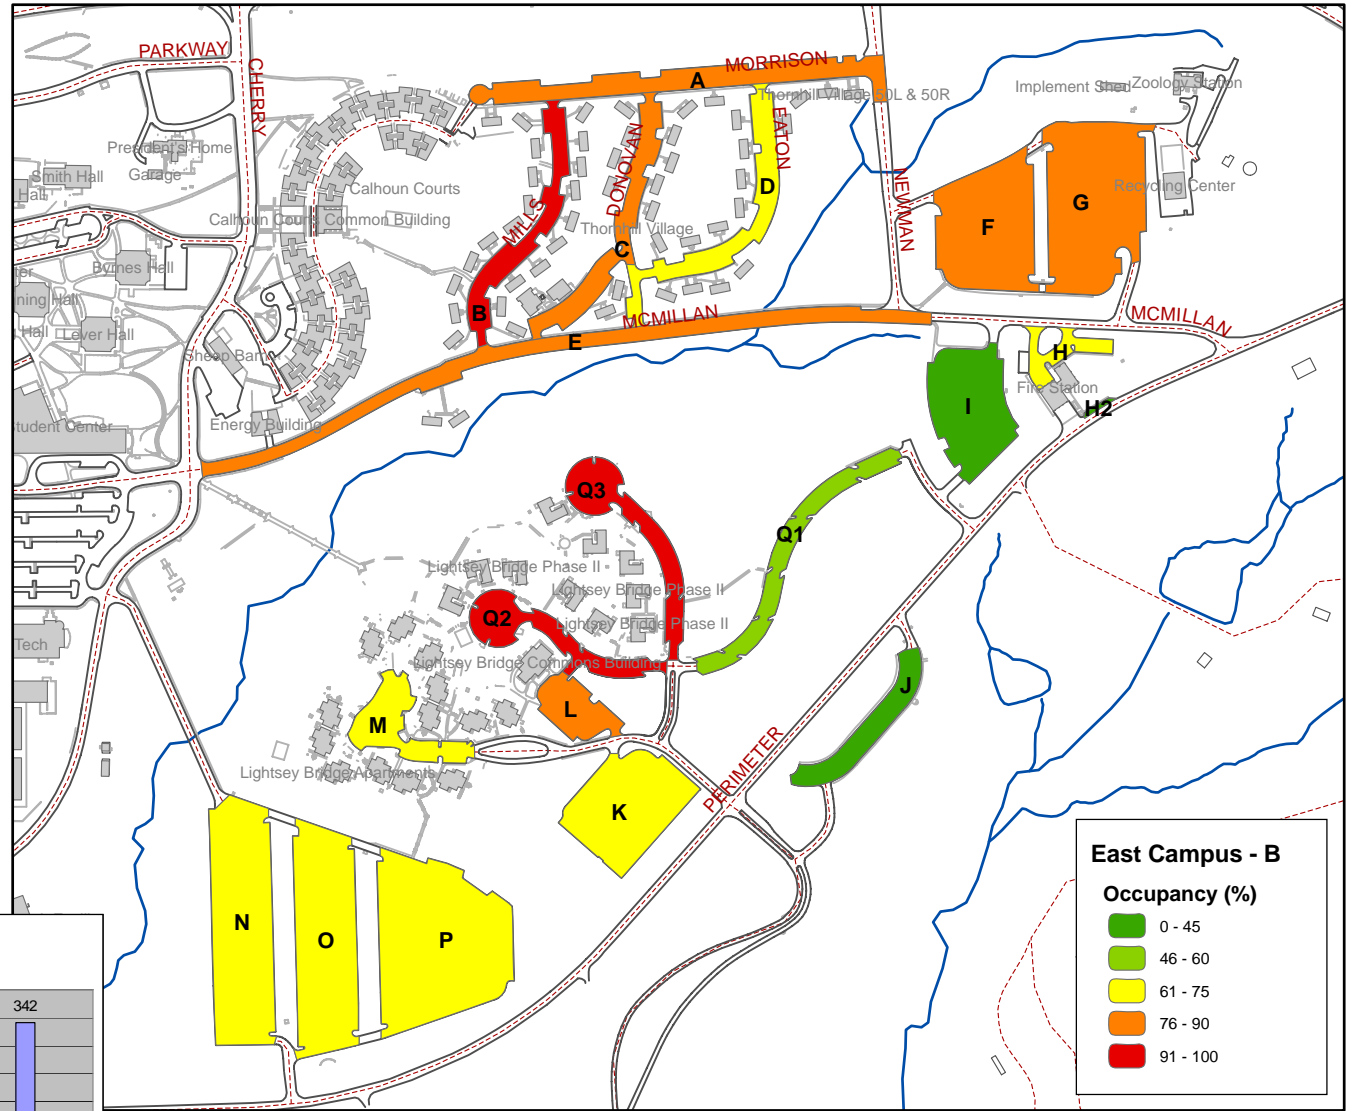 PARKWAY
CHERRY
MORRISON
A
Thornhill Village 50L & 50R
Implement Shed
Zoology Station
President's Home
Garage
Smith Hall
Hall
Calhoun Courts
Calhoun Courts Common Building
DONOVAN
EATON
D
MILLS
Thornhill Village
C
NEWMAN
F
G
Recycling Center
Byrnes Hall
ning Hall
Hall
Lever Hall
B
E
MCMILLAN
MCMILLAN
Sheep Barn
H
Fire Station
H2
I
Student Center
Energy Building
Q3
Q1
Lightsey Bridge Phase II
Lightsey Bridge Phase II
Q2
Lightsey Bridge Phase II
Tech
Lightsey Bridge Commons Building
J
L
M
Lightsey Bridge Apartments
PERIMETER
K
N
O
P
342
East Campus - B
Occupancy (%)
0 - 45
46 - 60
61 - 75
76 - 90
91 - 100